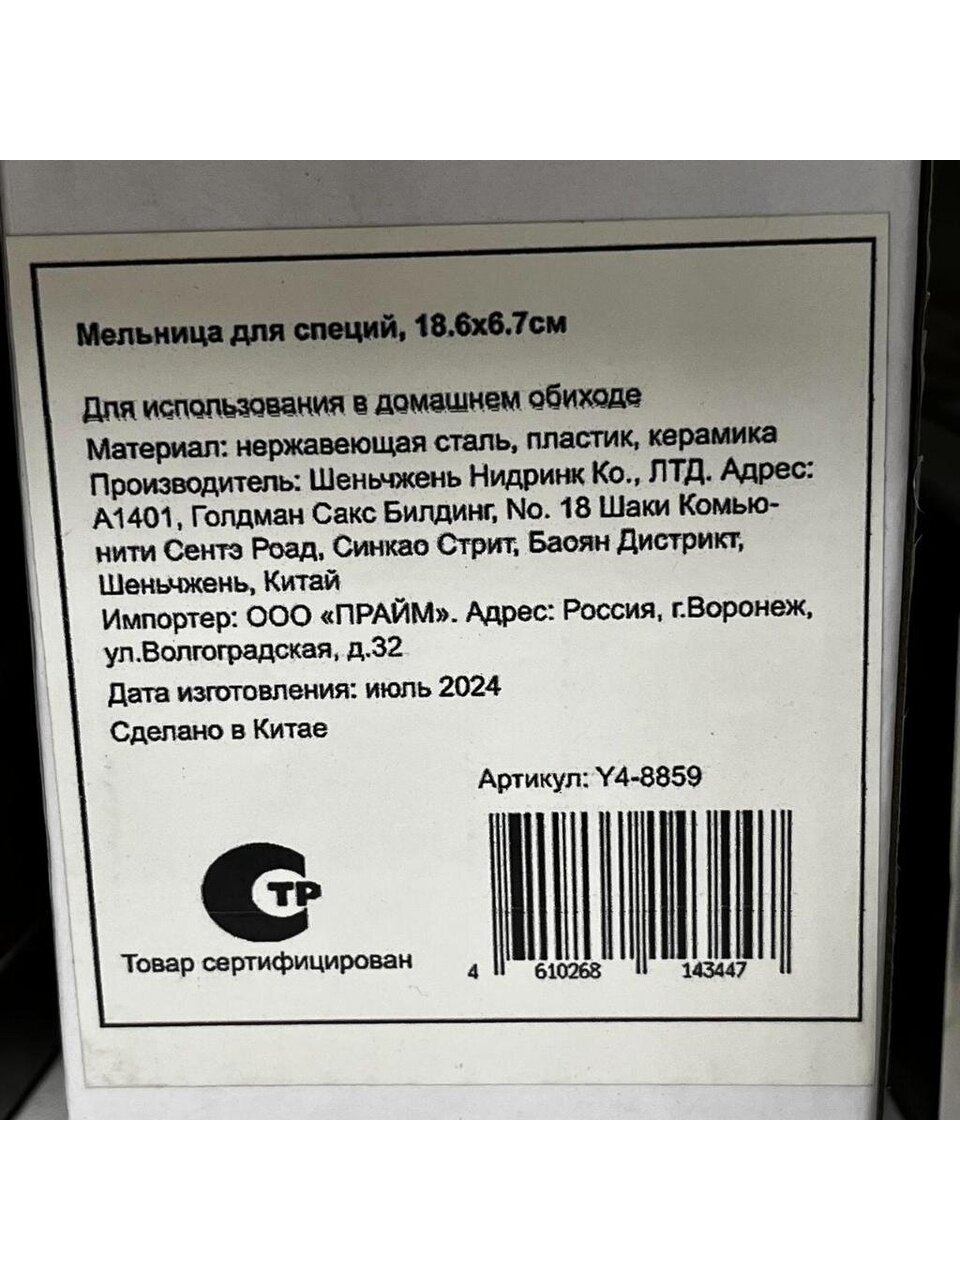 Мельница для специй, 18.6х6.7см
Для использования в домашнем обиходе
Материал: нержавеющая сталь, пластик, керамика
Производитель: Шеньчжень Нидринк Ко., ЛТД. Адрес:
А1401, Голдман Сакс Билдинг, No. 18 Шаки Комью-
нити Сентэ Роад, Синкао Стрит, Баоян Дистрикт,
Шеньчжень, Китай
Импортер: ООО «ПРАЙМ». Адрес: Россия, г.Воронеж,
ул.Волгоградская, д.32
Дата изготовления: июль 2024
Сделано в Китае
Артикул: Y4-8859
СТР
Товар сертифицирован
4 610268 143447